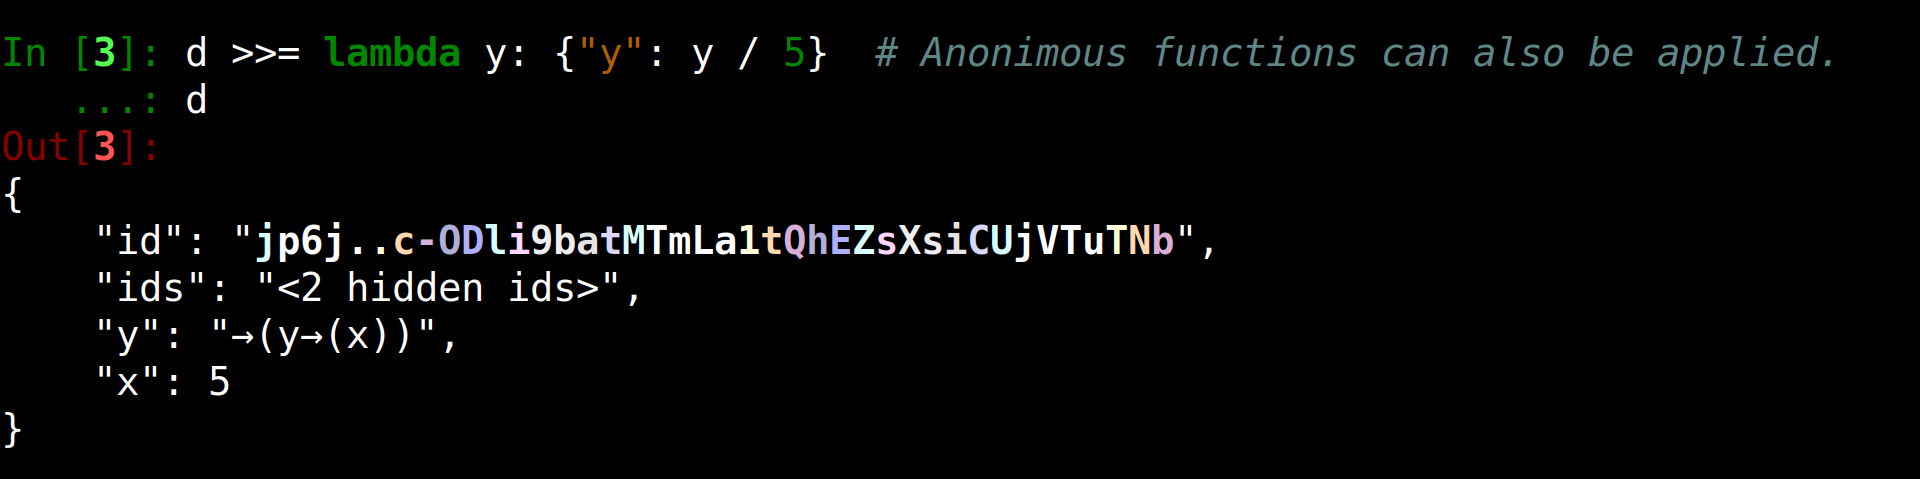 In [3]: d >>= lambda y: {"y": y / 5}  # Anonimous functions can also be applied.
   ...: d
Out[3]:
{
    "id": "jp6j..c-ODli9batMTmLa1tQhEZsXsiCUjVTuTNb",
    "ids": "<2 hidden ids>",
    "y": "→(y→(x))",
    "x": 5
}